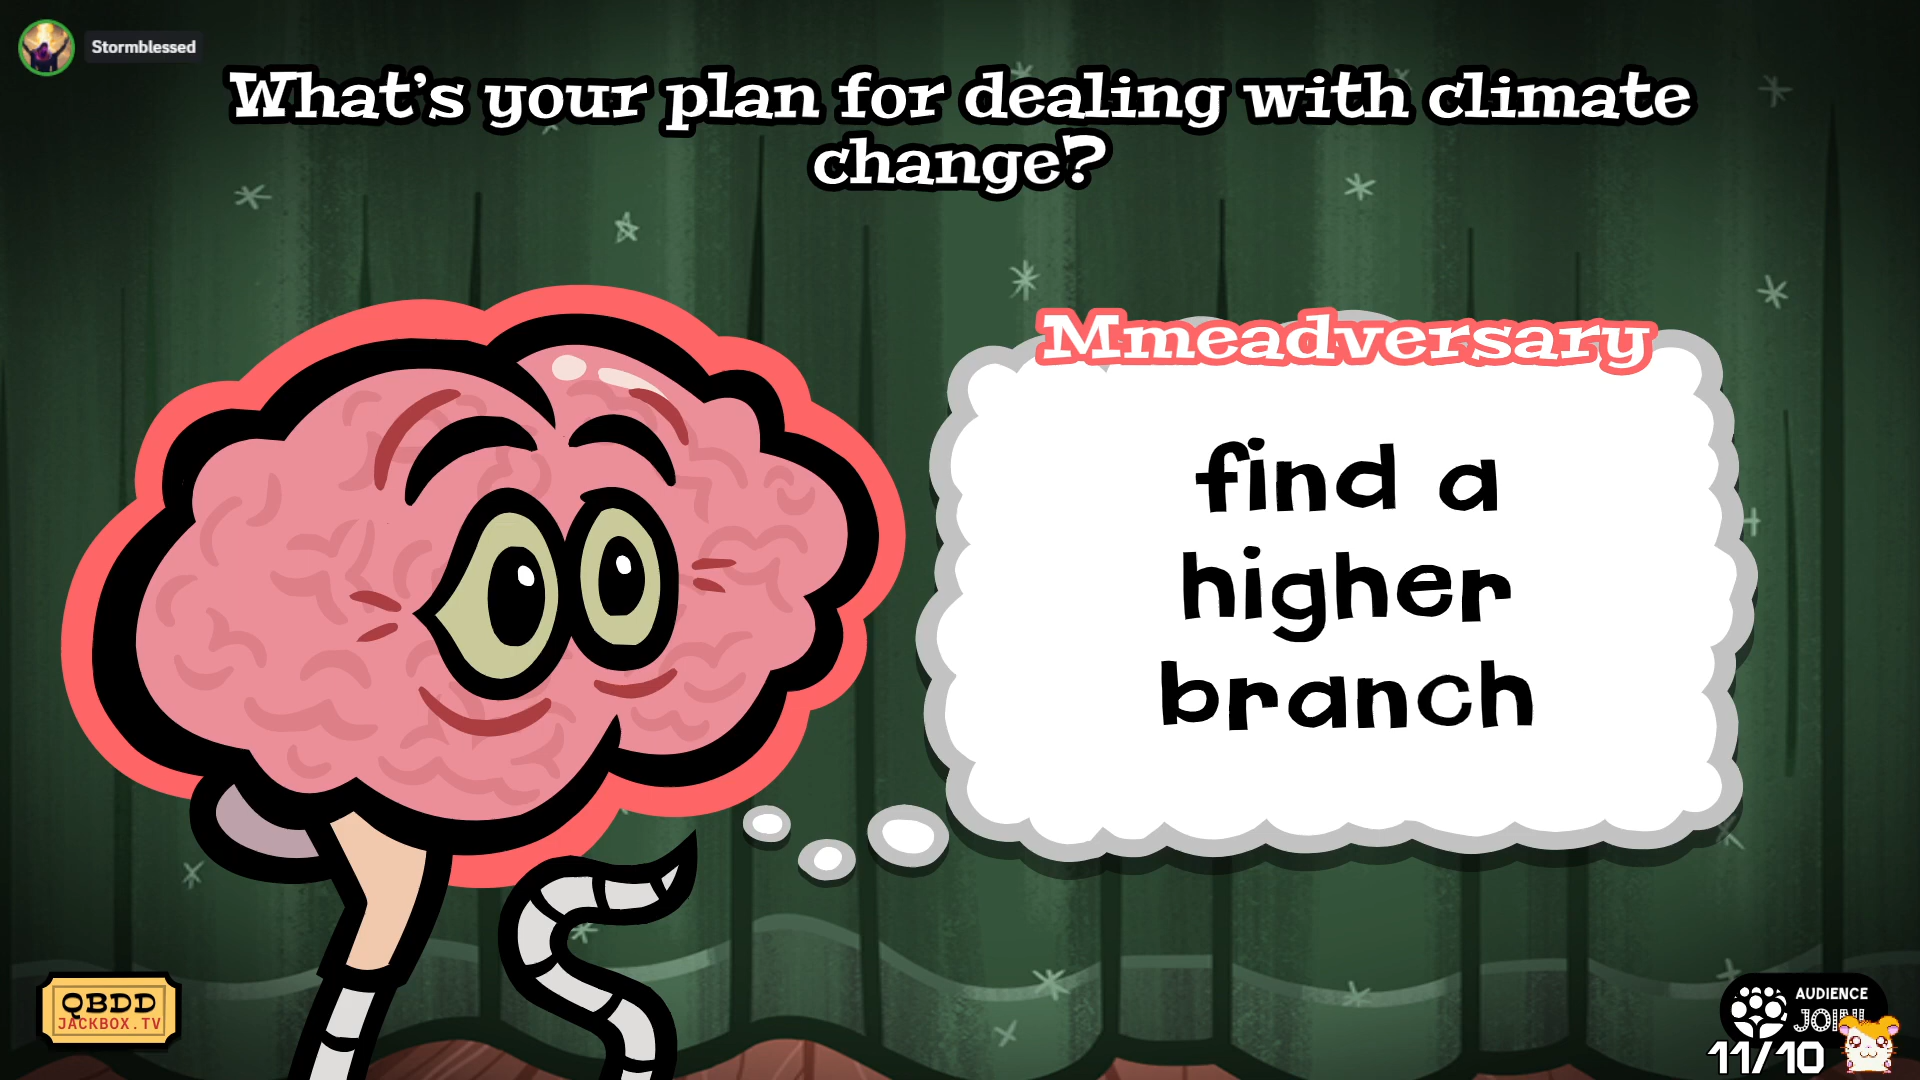 Stormblessed
What's your plan for dealing with climate
change?
Mmeadversary
find a
higher
branch
QBDD
JACKBOX.TV
AUDIENCE
JOIN!
11/10